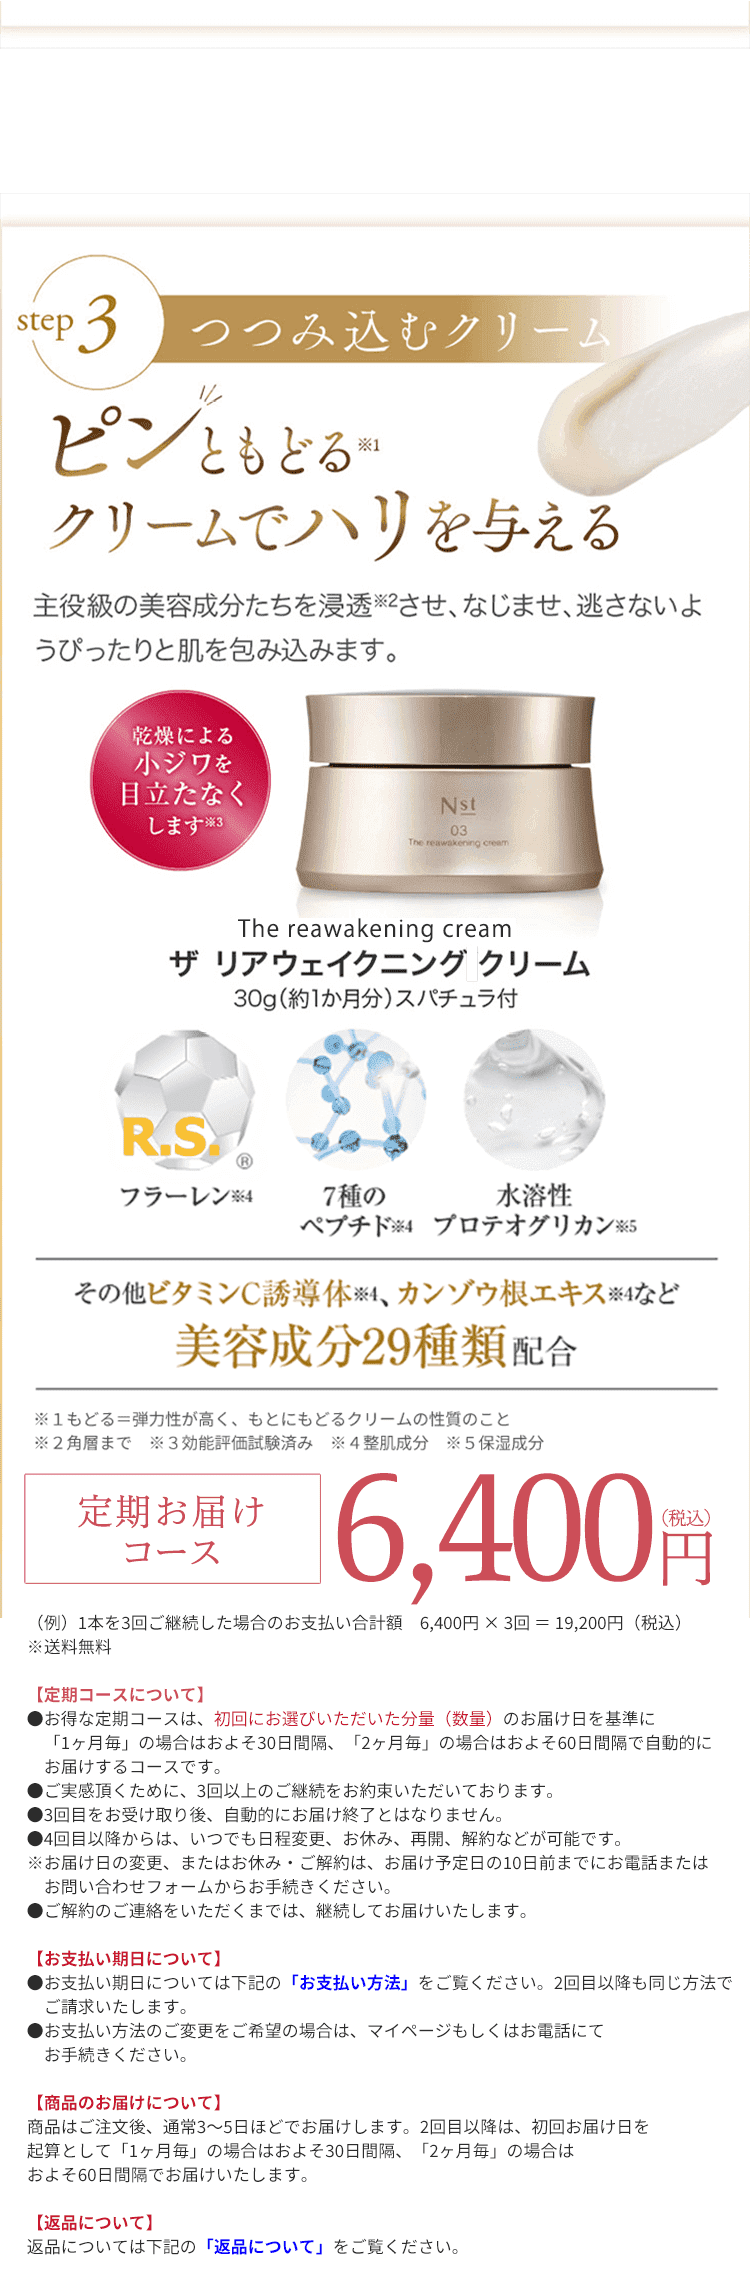 step 3
つつみ込むクリーム
ピンともどる※1
クリームでハリを与える
主役級の美容成分たちを浸透※2させ、なじませ、逃さないよ
うぴったりと肌を包み込みます。
乾燥による
小ジワを
目立たなく
します※3
Nst
03
The reawakening cream
The reawakening cream
ザ リアウェイクニング クリーム
30g（約1か月分）スパチュラ付
R.S.
®
フラーレン※4
7種の
ペプチド※4
水溶性
プロテオグリカン※5
その他ビタミンC誘導体※4、カンゾウ根エキス※4など
美容成分29種類配合
※１もどる＝弾力性が高く、もとにもどるクリームの性質のこと
※２角層まで　※３効能評価試験済み　※４整肌成分　※５保湿成分
定期お届け
コース
6,400円（税込）
（例）1本を3回ご継続した場合のお支払い合計額　6,400円 × 3回 ＝ 19,200円（税込）
※送料無料
【定期コースについて】
●お得な定期コースは、初回にお選びいただいた分量（数量）のお届け日を基準に
「1ヶ月毎」の場合はおよそ30日間隔、「2ヶ月毎」の場合はおよそ60日間隔で自動的に
お届けするコースです。
●ご実感頂くために、3回以上のご継続をお約束いただいております。
●3回目をお受け取り後、自動的にお届け終了とはなりません。
●4回目以降からは、いつでも日程変更、お休み、再開、解約などが可能です。
※お届け日の変更、またはお休み・ご解約は、お届け予定日の10日前までにお電話または
お問い合わせフォームからお手続きください。
●ご解約のご連絡をいただくまでは、継続してお届けいたします。
【お支払い期日について】
●お支払い期日については下記の「お支払い方法」をご覧ください。2回目以降も同じ方法で
ご請求いたします。
●お支払い方法のご変更をご希望の場合は、マイページもしくはお電話にて
お手続きください。
【商品のお届けについて】
商品はご注文後、通常3～5日ほどでお届けします。2回目以降は、初回お届け日を
起算として「1ヶ月毎」の場合はおよそ30日間隔、「2ヶ月毎」の場合は
およそ60日間隔でお届けいたします。
【返品について】
返品については下記の「返品について」をご覧ください。